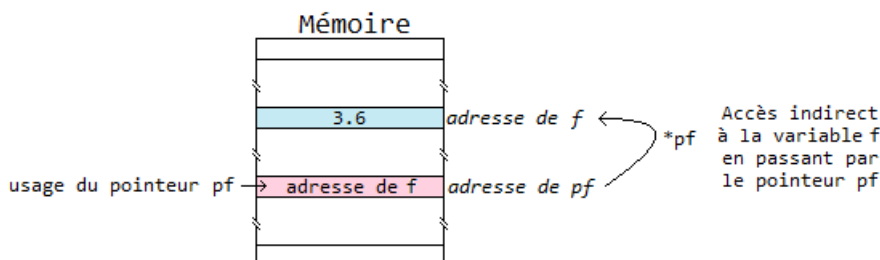 Mémoire
3.6
adresse de f
*pf
Accès indirect
à la variable f
en passant par
le pointeur pf
usage du pointeur pf
adresse de f
adresse de pf